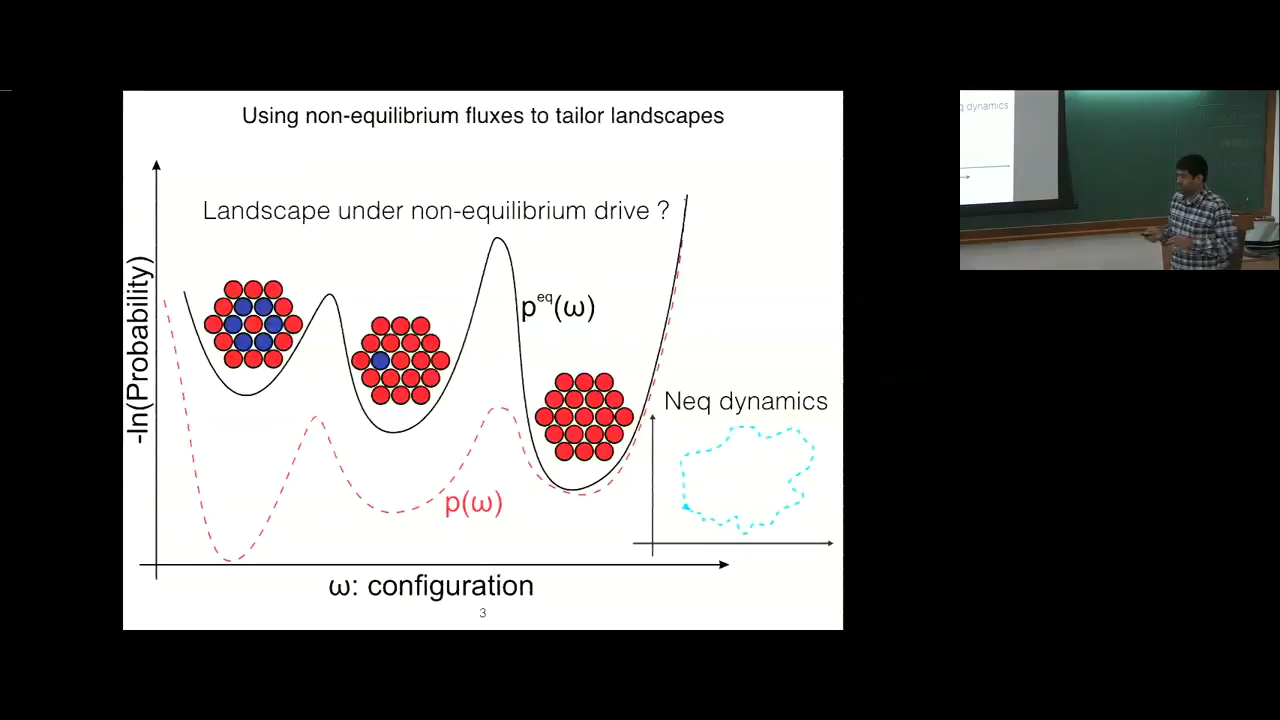 Using non-equilibrium fluxes to tailor landscapes
Landscape under non-equilibrium drive ?
-ln(Probability)
p^eq(ω)
p(ω)
Neq dynamics
ω: configuration
3
q dynamics